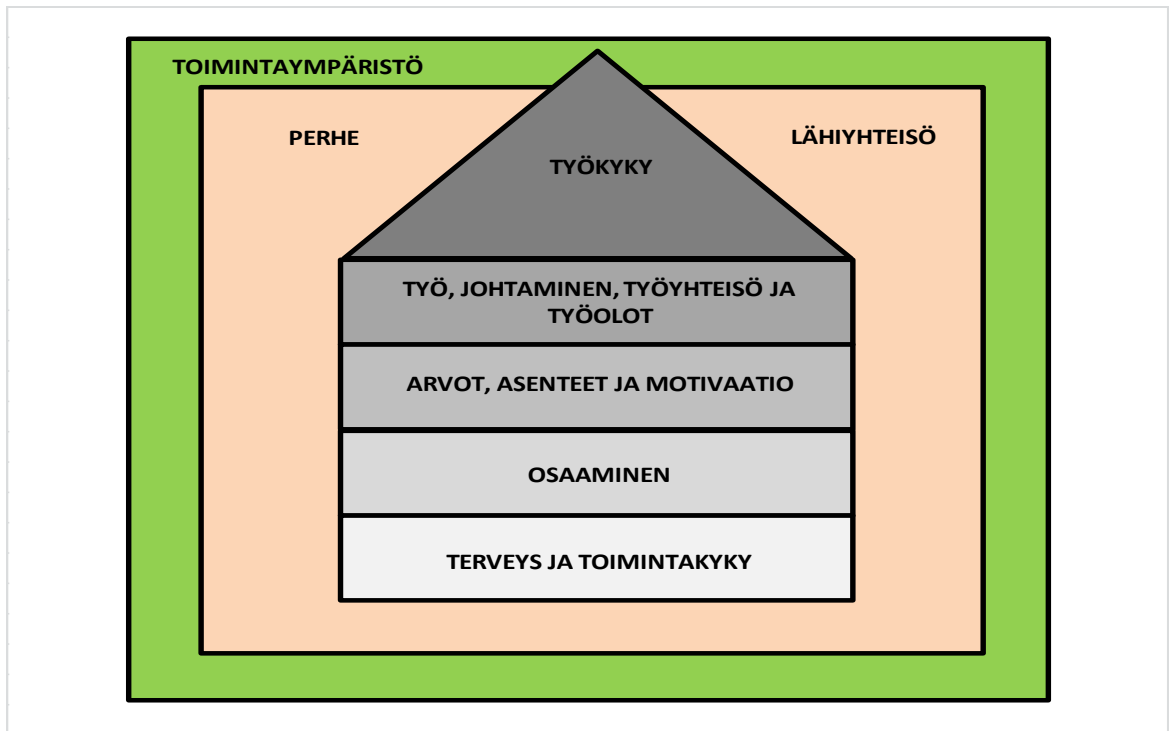 TOIMINTAYMPÄRISTÖ
PERHE
LÄHIYHTEISÖ
TYÖKYKY
TYÖ, JOHTAMINEN, TYÖYHTEISÖ JA
TYÖOLOT
ARVOT, ASENTEET JA MOTIVAATIO
OSAAMINEN
TERVEYS JA TOIMINTAKYKY